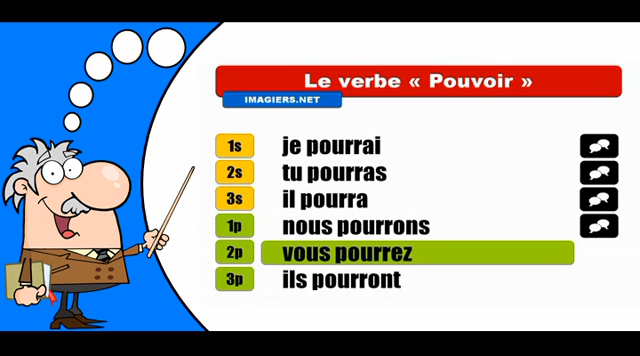 Le verbe « Pouvoir »
IMAGIERS.NET
1s je pourrai
2s tu pourras
3s il pourra
1p nous pourrons
2p vous pourrez
3p ils pourront